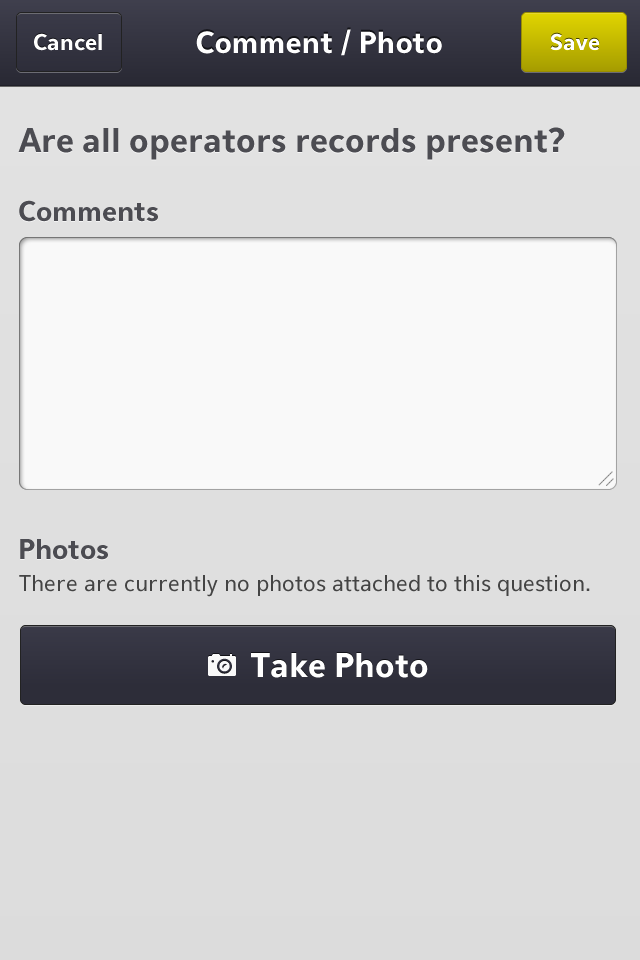 Cancel
Comment / Photo
Save
Are all operators records present?
Comments
Photos
There are currently no photos attached to this question.
Take Photo